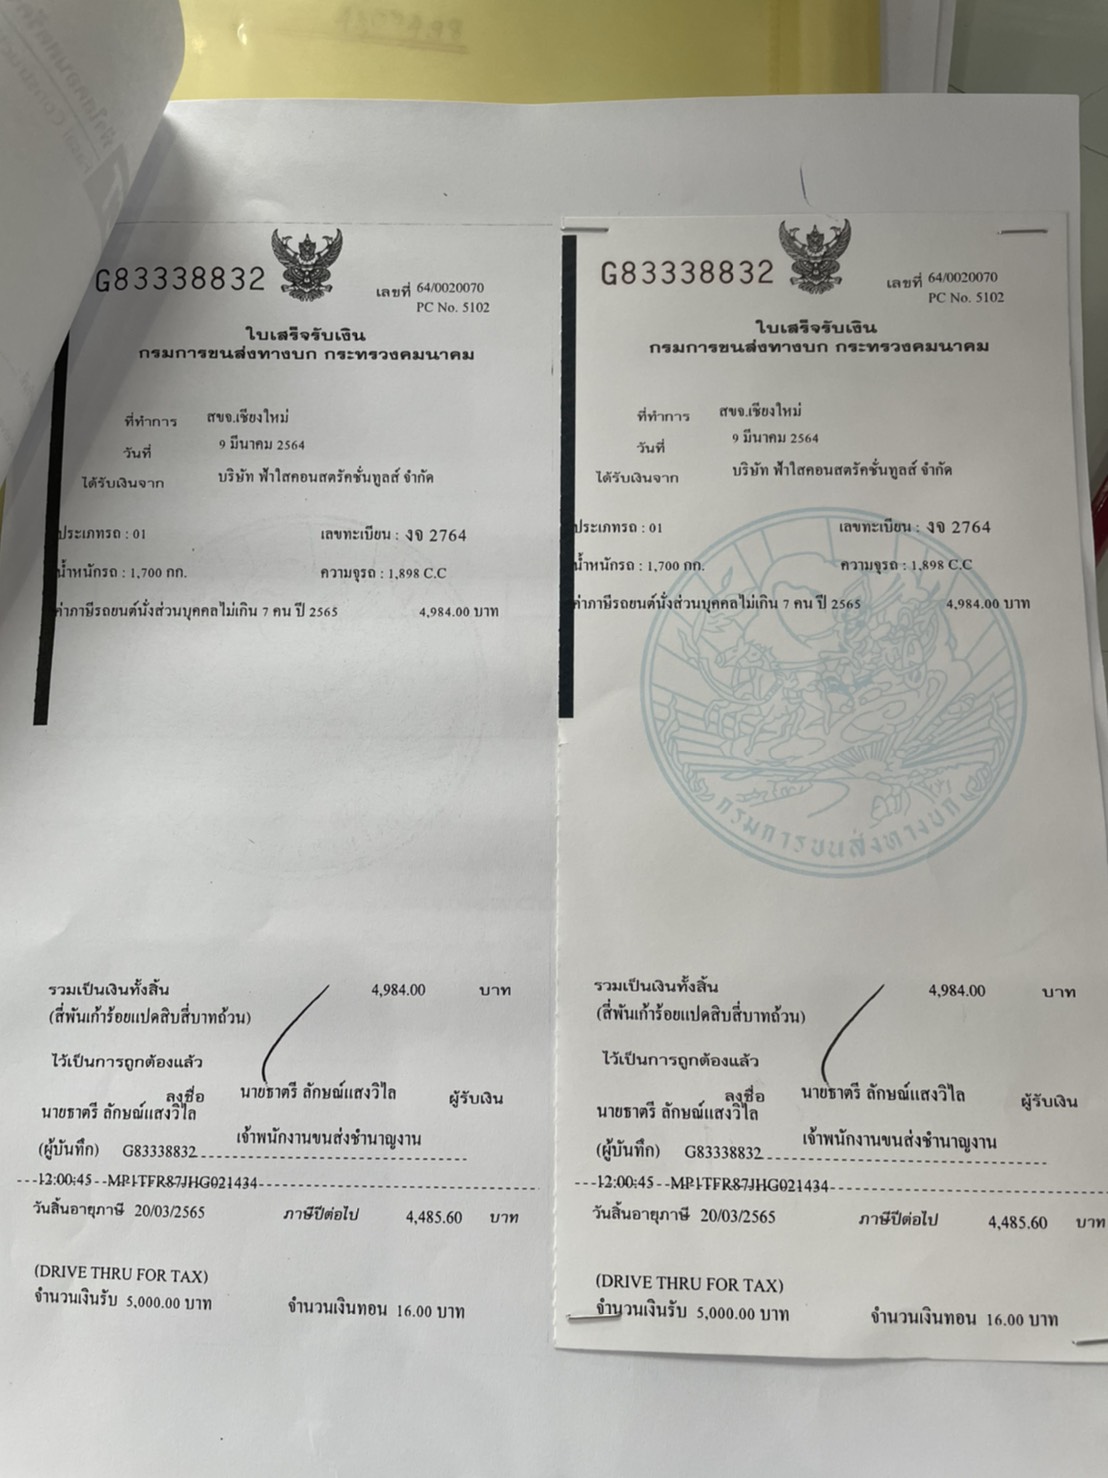 G83338832
เลขที่ 64/0020070
PC No. 5102
ใบเสร็จรับเงิน
กรมการขนส่งทางบก กระทรวงคมนาคม
ที่ทำการ สขจ.เชียงใหม่
วันที่ 9 มีนาคม 2564
ได้รับเงินจาก บริษัท ฟ้าใสคอนสตรัคชั่นทูลส์ จำกัด
ประเภทรถ : 01 เลขทะเบียน : งจ 2764
น้ำหนักรถ : 1,700 กก. ความจุรถ : 1,898 C.C
ค่าภาษีรถยนต์นั่งส่วนบุคคลไม่เกิน 7 คน ปี 2565 4,984.00 บาท
รวมเป็นเงินทั้งสิ้น 4,984.00 บาท
(สี่พันเก้าร้อยแปดสิบสี่บาทถ้วน)
ไว้เป็นการถูกต้องแล้ว
ลงชื่อ นายธาตรี ลักษณ์แสงวิไล ผู้รับเงิน
นายธาตรี ลักษณ์แสงวิไล
เจ้าพนักงานขนส่งชำนาญงาน
(ผู้บันทึก) G83338832
12:00:45 MP1TFR87JHG021434
วันสิ้นอายุภาษี 20/03/2565 ภาษีปีต่อไป 4,485.60 บาท
(DRIVE THRU FOR TAX)
จำนวนเงินรับ 5,000.00 บาท จำนวนเงินทอน 16.00 บาท
G83338832
เลขที่ 64/0020070
PC No. 5102
ใบเสร็จรับเงิน
กรมการขนส่งทางบก กระทรวงคมนาคม
ที่ทำการ สขจ.เชียงใหม่
วันที่ 9 มีนาคม 2564
ได้รับเงินจาก บริษัท ฟ้าใสคอนสตรัคชั่นทูลส์ จำกัด
ประเภทรถ : 01 เลขทะเบียน : งจ 2764
น้ำหนักรถ : 1,700 กก. ความจุรถ : 1,898 C.C
ค่าภาษีรถยนต์นั่งส่วนบุคคลไม่เกิน 7 คน ปี 2565 4,984.00 บาท
กรมการขนส่งทางบก
รวมเป็นเงินทั้งสิ้น 4,984.00 บาท
(สี่พันเก้าร้อยแปดสิบสี่บาทถ้วน)
ไว้เป็นการถูกต้องแล้ว
ลงชื่อ นายธาตรี ลักษณ์แสงวิไล ผู้รับเงิน
นายธาตรี ลักษณ์แสงวิไล
เจ้าพนักงานขนส่งชำนาญงาน
(ผู้บันทึก) G83338832
12:00:45 MP1TFR87JHG021434
วันสิ้นอายุภาษี 20/03/2565 ภาษีปีต่อไป 4,485.60 บาท
(DRIVE THRU FOR TAX)
จำนวนเงินรับ 5,000.00 บาท จำนวนเงินทอน 16.00 บาท